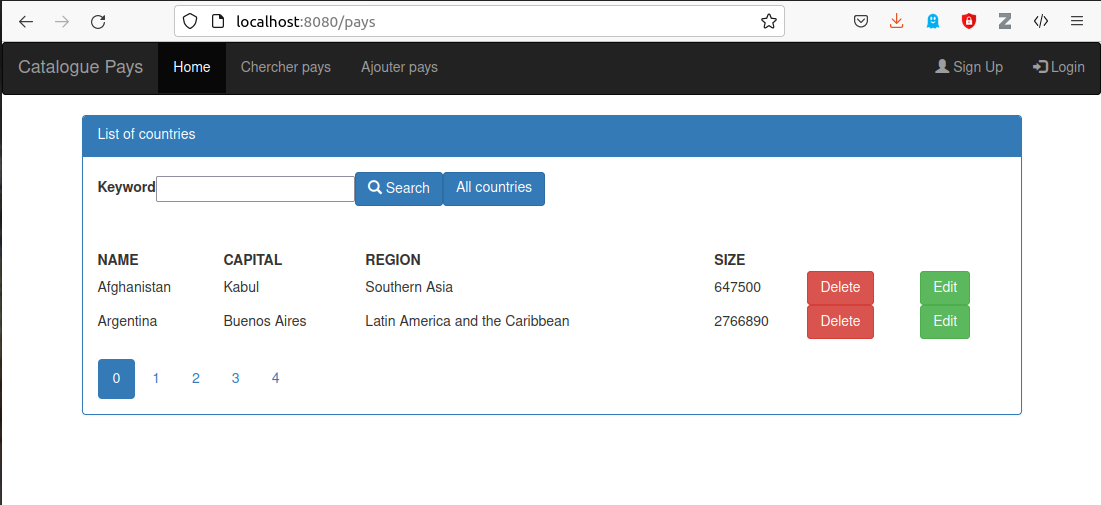 localhost:8080/pays
Catalogue Pays Home Chercher pays Ajouter pays Sign Up Login
List of countries
Keyword Search All countries
NAME CAPITAL REGION SIZE
Afghanistan Kabul Southern Asia 647500 Delete Edit
Argentina Buenos Aires Latin America and the Caribbean 2766890 Delete Edit
0 1 2 3 4